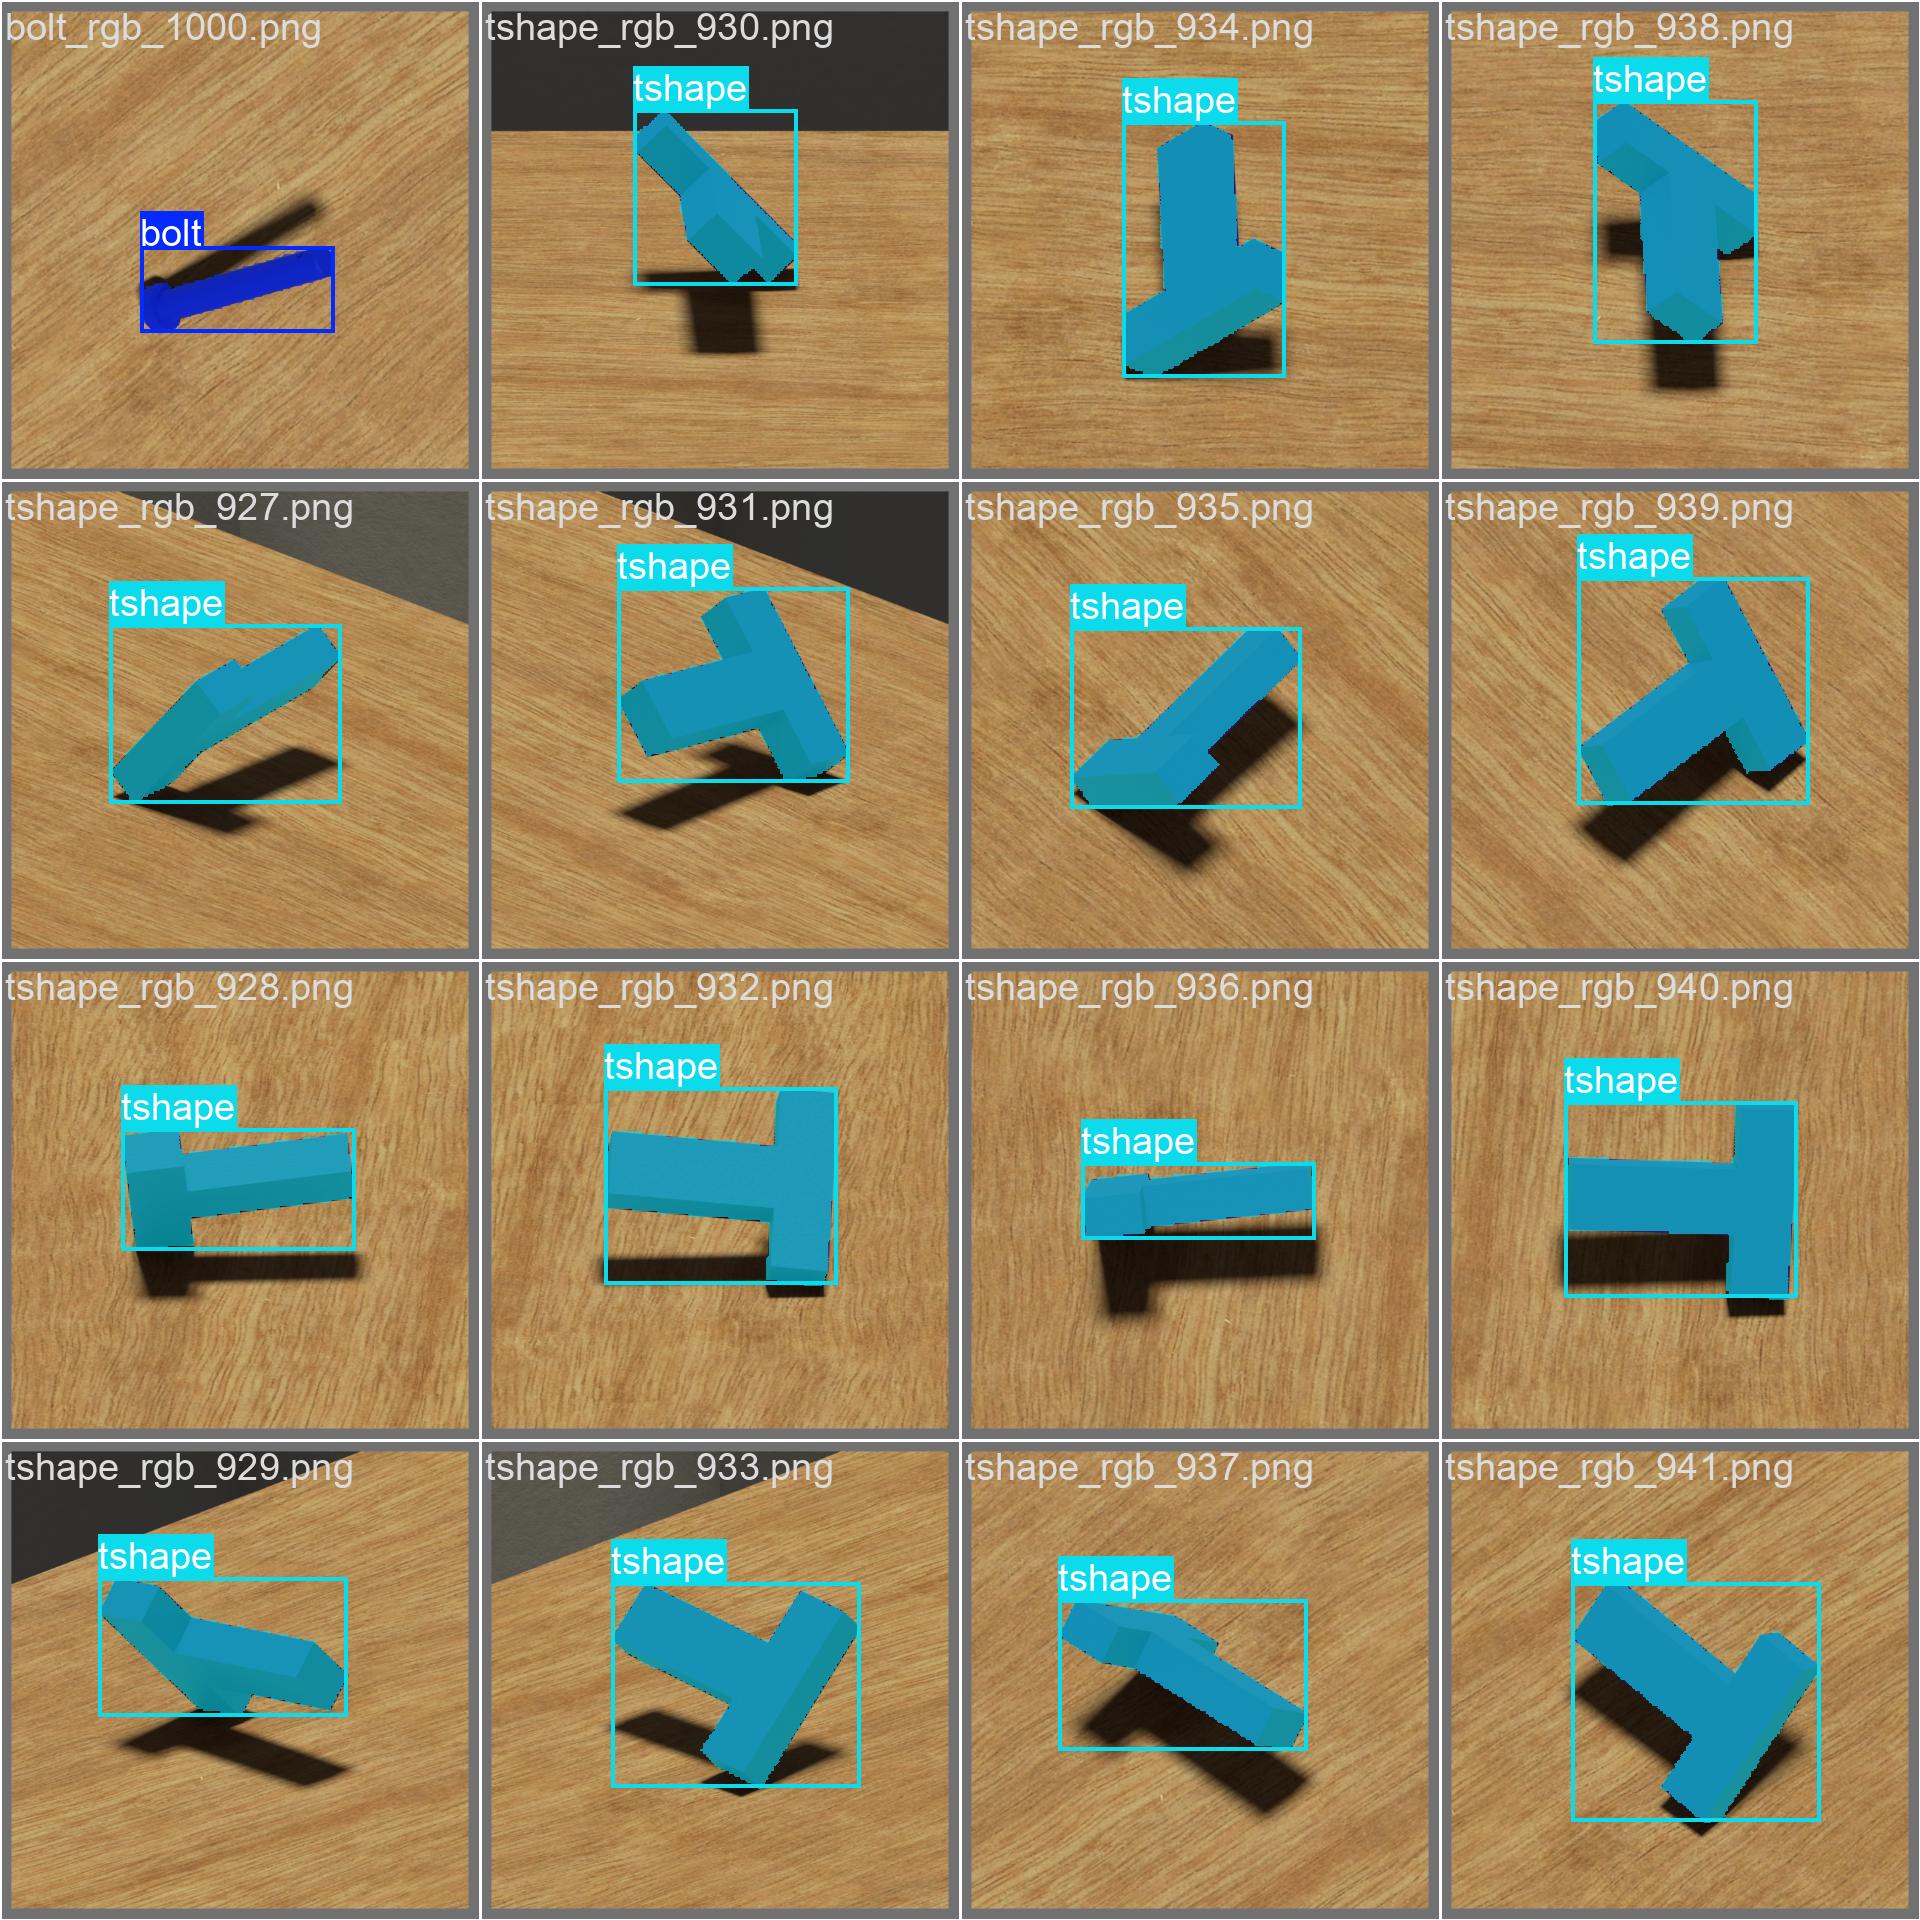 bolt_rgb_1000.png
bolt
tshape_rgb_930.png
tshape
tshape_rgb_934.png
tshape
tshape_rgb_938.png
tshape
tshape_rgb_927.png
tshape
tshape_rgb_931.png
tshape
tshape_rgb_935.png
tshape
tshape_rgb_939.png
tshape
tshape_rgb_928.png
tshape
tshape_rgb_932.png
tshape
tshape_rgb_936.png
tshape
tshape_rgb_940.png
tshape
tshape_rgb_929.png
tshape
tshape_rgb_933.png
tshape
tshape_rgb_937.png
tshape
tshape_rgb_941.png
tshape